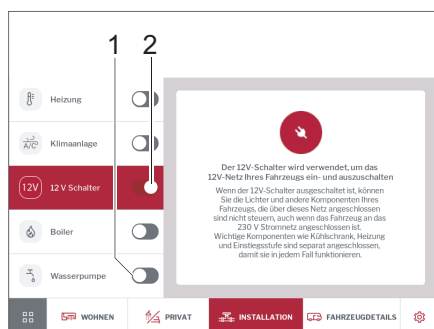 1 2
Heizung
A/C Klimaanlage
12V 12 V Schalter
Boiler
Wasserpumpe
Der 12V-Schalter wird verwendet, um das
12V-Netz Ihres Fahrzeugs ein- und auszuschalten
Wenn der 12V-Schalter ausgeschaltet ist, können
Sie die Lichter und andere Komponenten Ihres
Fahrzeugs, die über dieses Netz angeschlossen
sind nicht steuern, auch wenn das Fahrzeug an das
230 V Stromnetz angeschlossen ist.
Wichtige Komponenten wie Kühlschrank, Heizung
und Einstiegsstufe sind separat angeschlossen,
damit sie in jedem Fall funktionieren.
WOHNEN PRIVAT INSTALLATION FAHRZEUGDETAILS